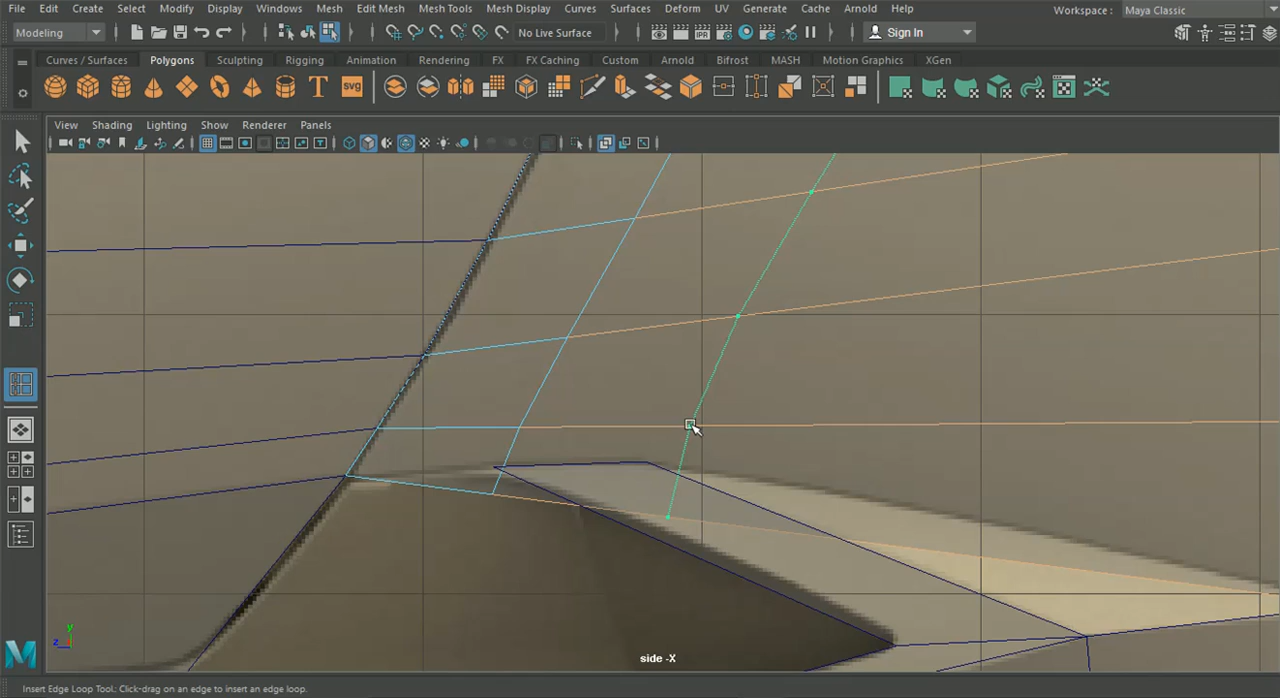 File Edit Create Select Modify Display Windows Mesh Edit Mesh Mesh Tools Mesh Display Curves Surfaces Deform UV Generate Cache Arnold Help Workspace : Maya Classic
Modeling No Live Surface Sign In
Curves / Surfaces Polygons Sculpting Rigging Animation Rendering FX FX Caching Custom Arnold Bifrost MASH Motion Graphics XGen
T SVG
View Shading Lighting Show Renderer Panels
y
z
side -X
Insert Edge Loop Tool: Click-drag on an edge to insert an edge loop.